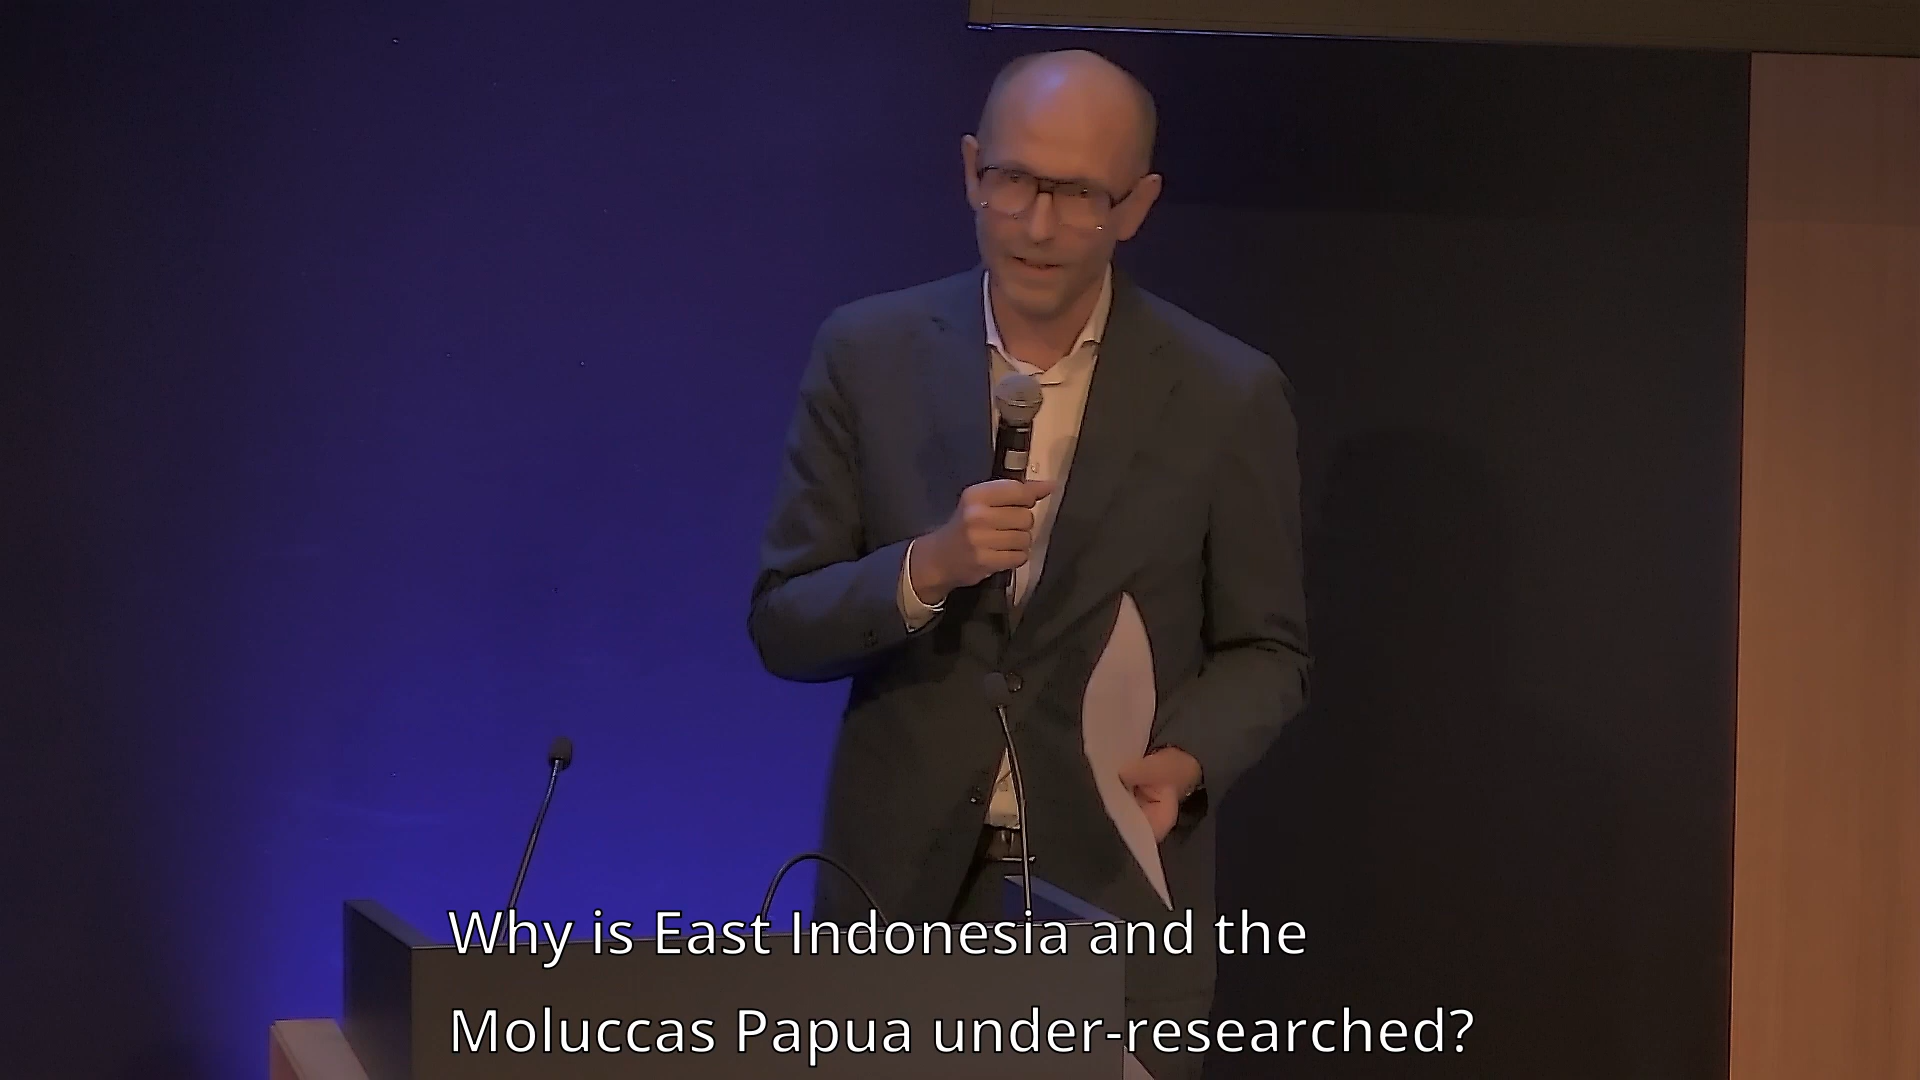 Why is East Indonesia and the
Moluccas Papua under-researched?